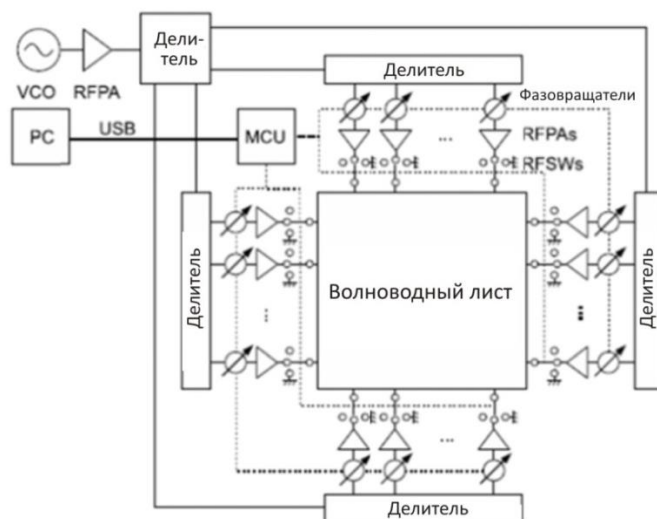 Дели-
тель
VCO RFPA
Делитель
Фазовращатели
PC
USB
MCU
...
RFPAs
RFSWs
Делитель
...
Волноводный лист
...
Делитель
...
Делитель